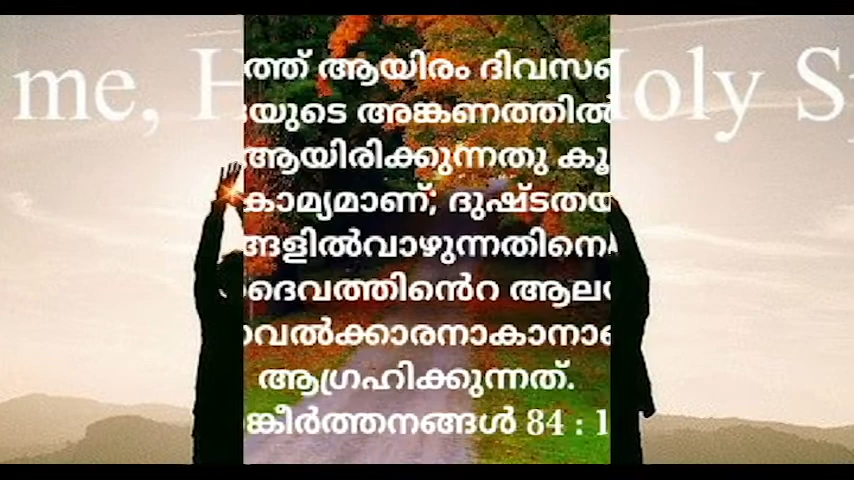 me, H oly S
ത്ത് ആയിരം ദിവസ
യുടെ അങ്കണത്തിൽ
ആയിരിക്കുന്നതു കൂ
കാമ്യമാണ്; ദുഷ്ടതയ
ങ്ങളിൽവാഴുന്നതിനെ
ദൈവത്തിൻെറ ആല
വൽക്കാരനാകാനാ
ആഗ്രഹിക്കുന്നത്.
ങ്കീർത്തനങ്ങൾ 84 : 1